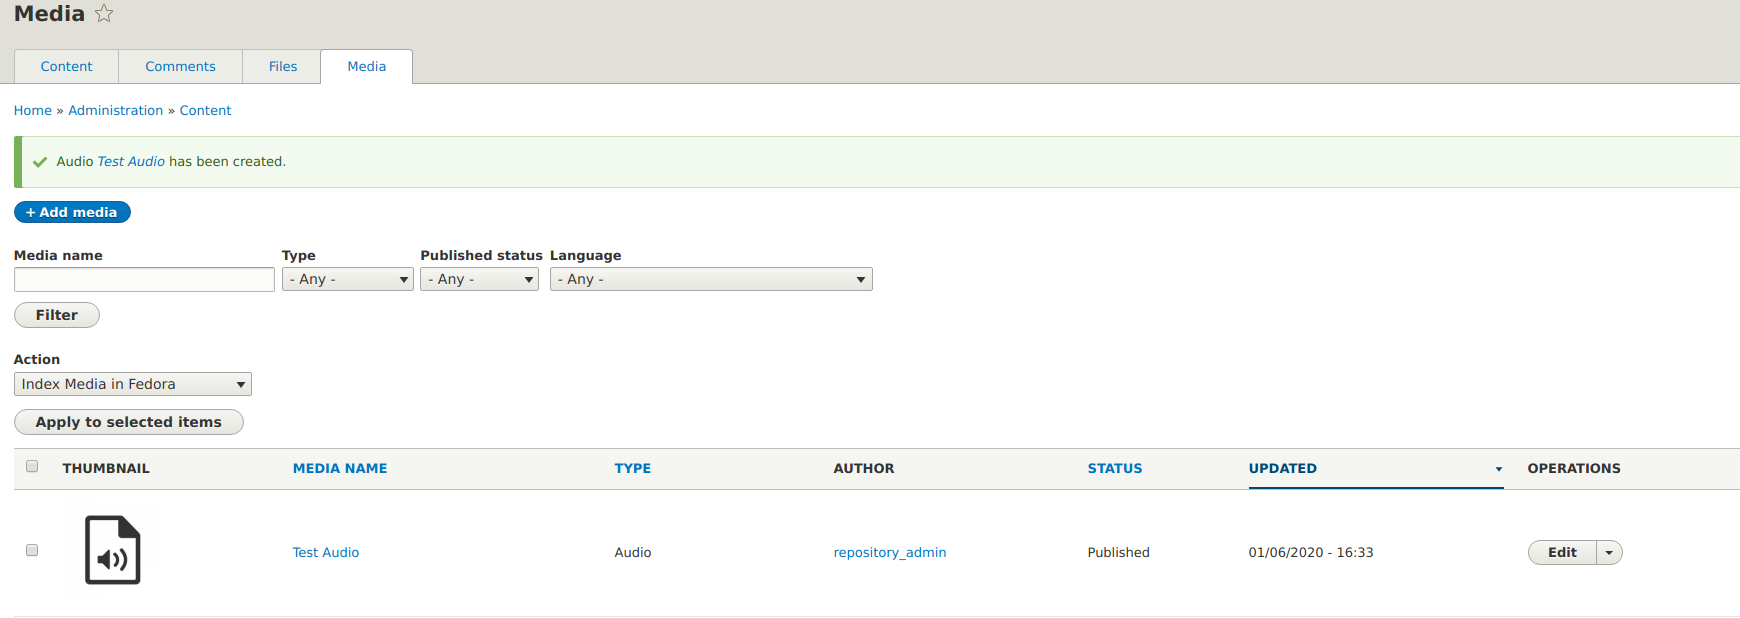 Media
Content Comments Files Media
Home » Administration » Content
Audio Test Audio has been created.
+ Add media
Media name Type Published status Language
- Any - - Any - - Any -
Filter
Action
Index Media in Fedora
Apply to selected items
THUMBNAIL MEDIA NAME TYPE AUTHOR STATUS UPDATED OPERATIONS
Test Audio Audio repository_admin Published 01/06/2020 - 16:33 Edit